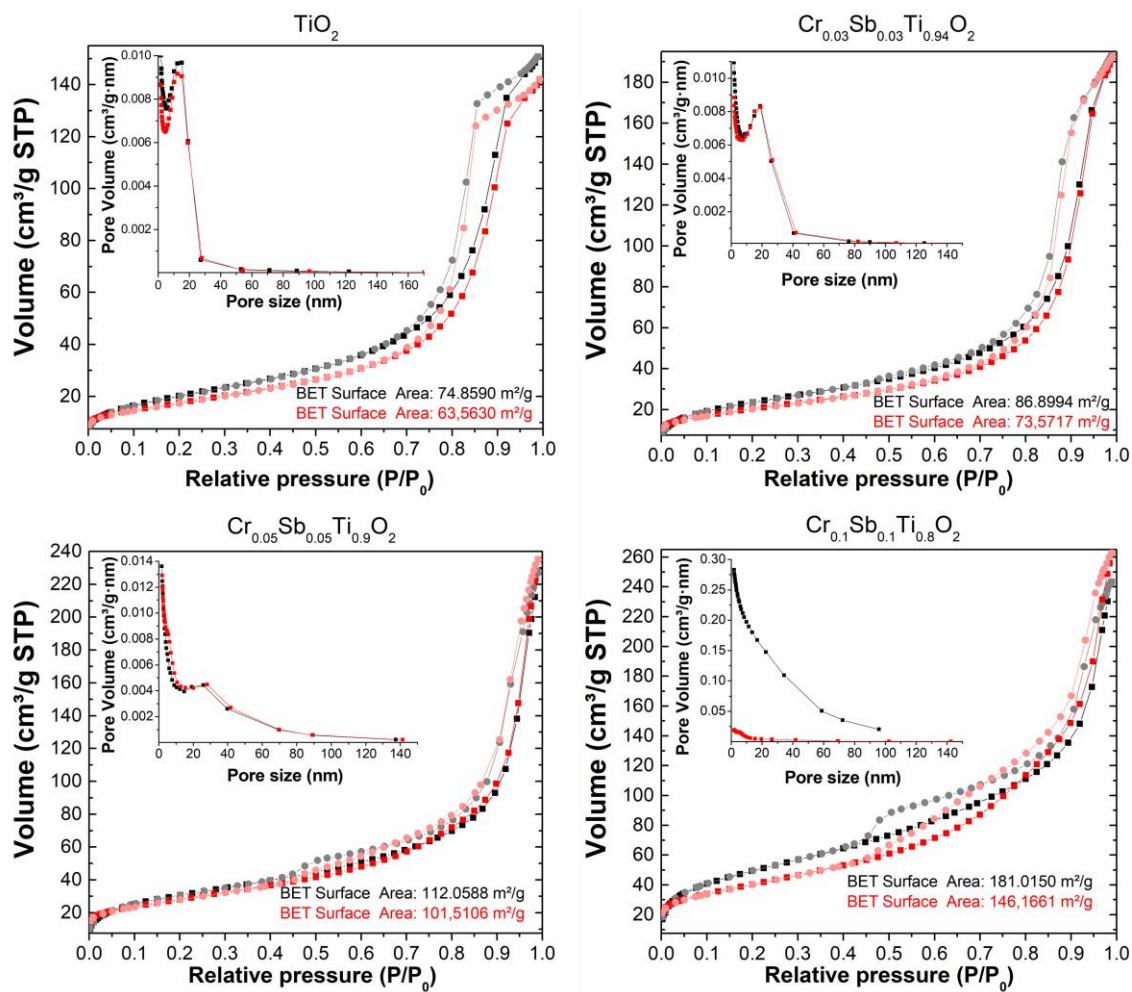 TiO₂
Volume (cm³/g STP)
140
120
100
80
60
40
20
0.0 0.1 0.2 0.3 0.4 0.5 0.6 0.7 0.8 0.9 1.0
Relative pressure (P/P₀)
Pore Volume (cm³/g·nm)
0.010
0.008
0.006
0.004
0.002
0 20 40 60 80 100 120 140 160
Pore size (nm)
BET Surface Area: 74.8590 m²/g
BET Surface Area: 63,5630 m²/g
Cr₀.₀₃Sb₀.₀₃Ti₀.₉₄O₂
Volume (cm³/g STP)
180
160
140
120
100
80
60
40
20
0.0 0.1 0.2 0.3 0.4 0.5 0.6 0.7 0.8 0.9 1.0
Relative pressure (P/P₀)
Pore Volume (cm³/g·nm)
0.010
0.008
0.006
0.004
0.002
0 20 40 60 80 100 120 140
Pore size (nm)
BET Surface Area: 86.8994 m²/g
BET Surface Area: 73,5717 m²/g
Cr₀.₀₅Sb₀.₀₅Ti₀.₉O₂
Volume (cm³/g STP)
240
220
200
180
160
140
120
100
80
60
40
20
0.0 0.1 0.2 0.3 0.4 0.5 0.6 0.7 0.8 0.9 1.0
Relative pressure (P/P₀)
Pore Volume (cm³/g·nm)
0.014
0.012
0.010
0.008
0.006
0.004
0.002
0 10 20 30 40 50 60 70 80 90 100 110 120 130 140 150
Pore size (nm)
BET Surface Area: 112.0588 m²/g
BET Surface Area: 101,5106 m²/g
Cr₀.₁Sb₀.₁Ti₀.₈O₂
Volume (cm³/g STP)
260
240
220
200
180
160
140
120
100
80
60
40
20
0.0 0.1 0.2 0.3 0.4 0.5 0.6 0.7 0.8 0.9 1.0
Relative pressure (P/P₀)
Pore Volume (cm³/g·nm)
0.30
0.25
0.20
0.15
0.10
0.05
0 20 40 60 80 100 120 140
Pore size (nm)
BET Surface Area: 181.0150 m²/g
BET Surface Area: 146,1661 m²/g